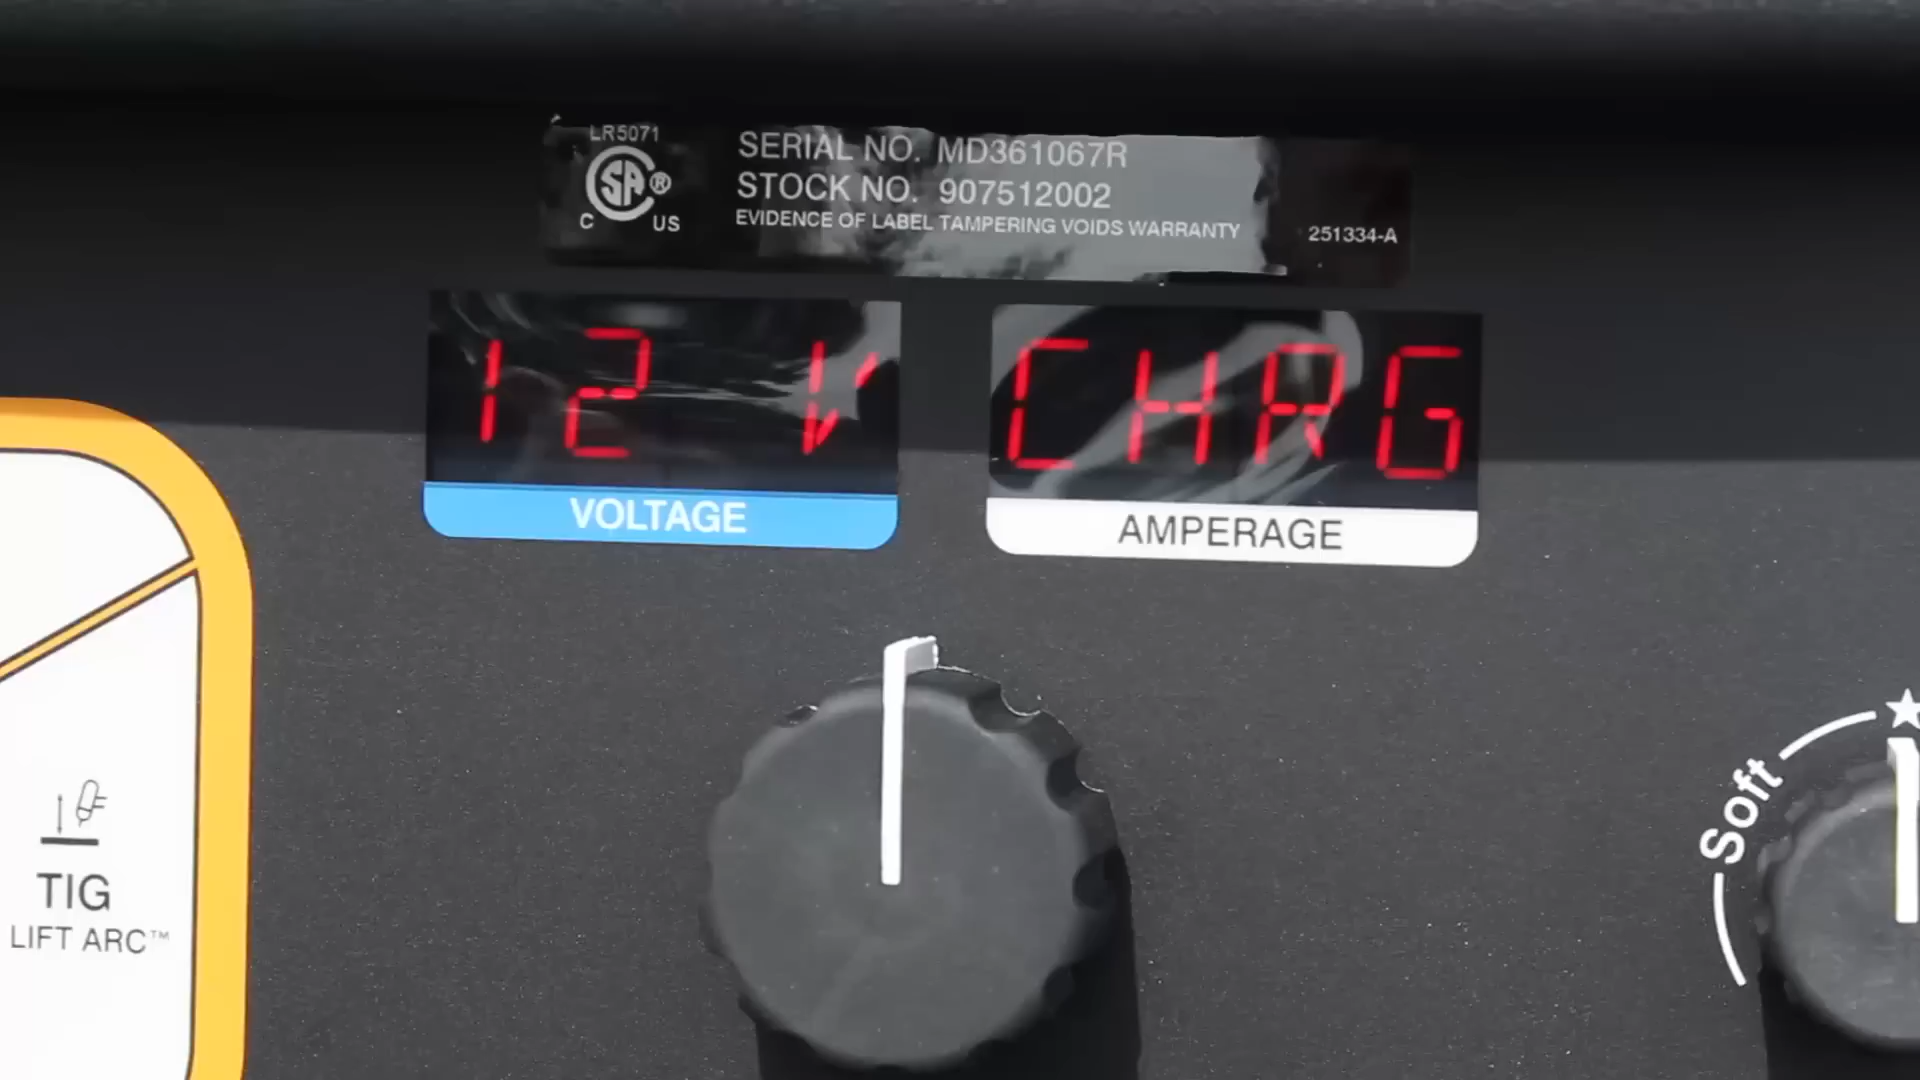 LR5071
SA®
C US
SERIAL NO. MD361067R
STOCK NO. 907512002
EVIDENCE OF LABEL TAMPERING VOIDS WARRANTY
251334-A
12 V
CHRG
VOLTAGE
AMPERAGE
Soft
TIG
LIFT ARC™